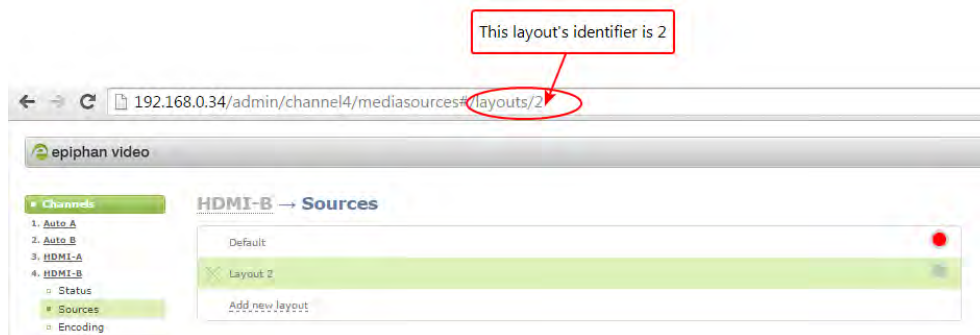 This layout's identifier is 2
192.168.0.34/admin/channel4/mediasources#/layouts/2
epiphan video
Channels
HDMI-B → Sources
1. Auto A
2. Auto B
3. HDMI-A
4. HDMI-B
Status
Sources
Encoding
Default
Layout 2
Add new layout